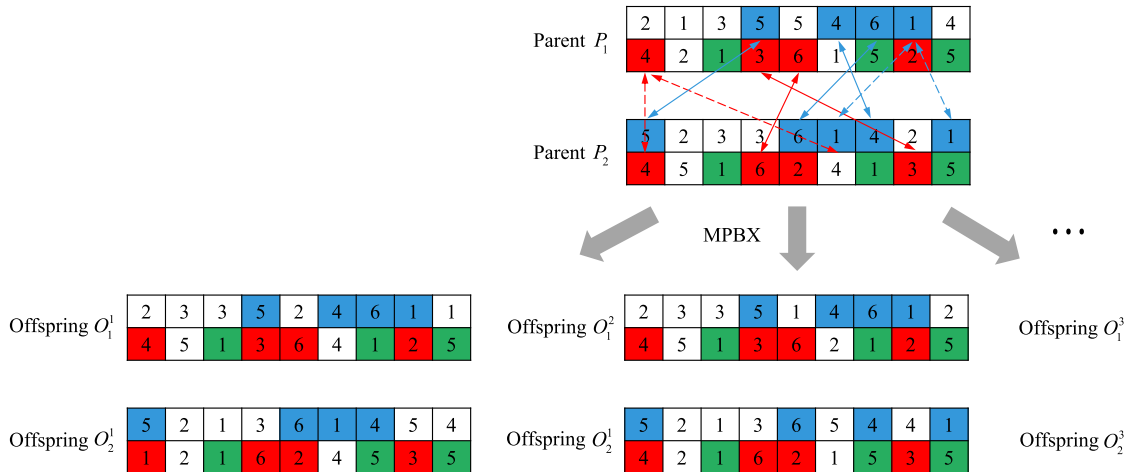 2 1 3 5 5 4 6 1 4
Parent P₁
4 2 1 3 6 1 5 2 5
5 2 3 3 6 1 4 2 1
Parent P₂
4 5 1 6 2 4 1 3 5
MPBX
...
2 3 3 5 2 4 6 1 1
Offspring O₁¹
4 5 1 3 6 4 1 2 5
2 3 3 5 1 4 6 1 2
Offspring O₁²
4 5 1 3 6 2 1 2 5
Offspring O₁³
5 2 1 3 6 1 4 5 4
Offspring O₂¹
1 2 1 6 2 4 5 3 5
5 2 1 3 6 5 4 4 1
Offspring O₂¹
4 2 1 6 2 1 5 3 5
Offspring O₂³